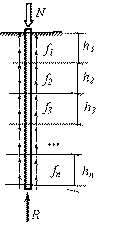 N
f₁
h₁
f₂
h₂
f₃
h₃
...
fₙ
hₙ
R